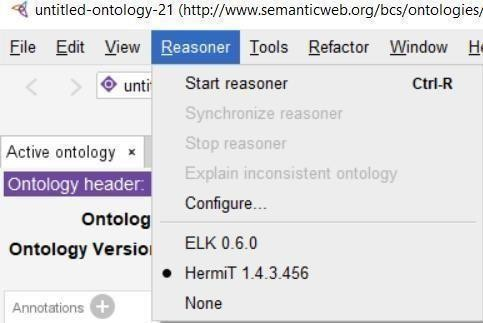 untitled-ontology-21 (http://www.semanticweb.org/bcs/ontologies/
File Edit View Reasoner Tools Refactor Window He
untit
Start reasoner Ctrl-R
Synchronize reasoner
Stop reasoner
Active ontology ×
Explain inconsistent ontology
Ontology header:
Configure...
Ontolog
ELK 0.6.0
Ontology Version
HermiT 1.4.3.456
Annotations
None